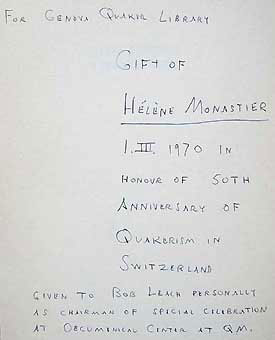 FOR GENEVA QUAKER LIBRARY
GIFT OF
HÉLÈNE MONASTIER
1.III. 1970 IN
HONOUR OF 50TH
ANNIVERSARY OF
QUAKERISM IN
SWITZERLAND
GIVEN TO BOB LEACH PERSONALLY
AS CHAIRMAN OF SPECIAL CELEBRATION
AT OECUMENICAL CENTER AT QM.